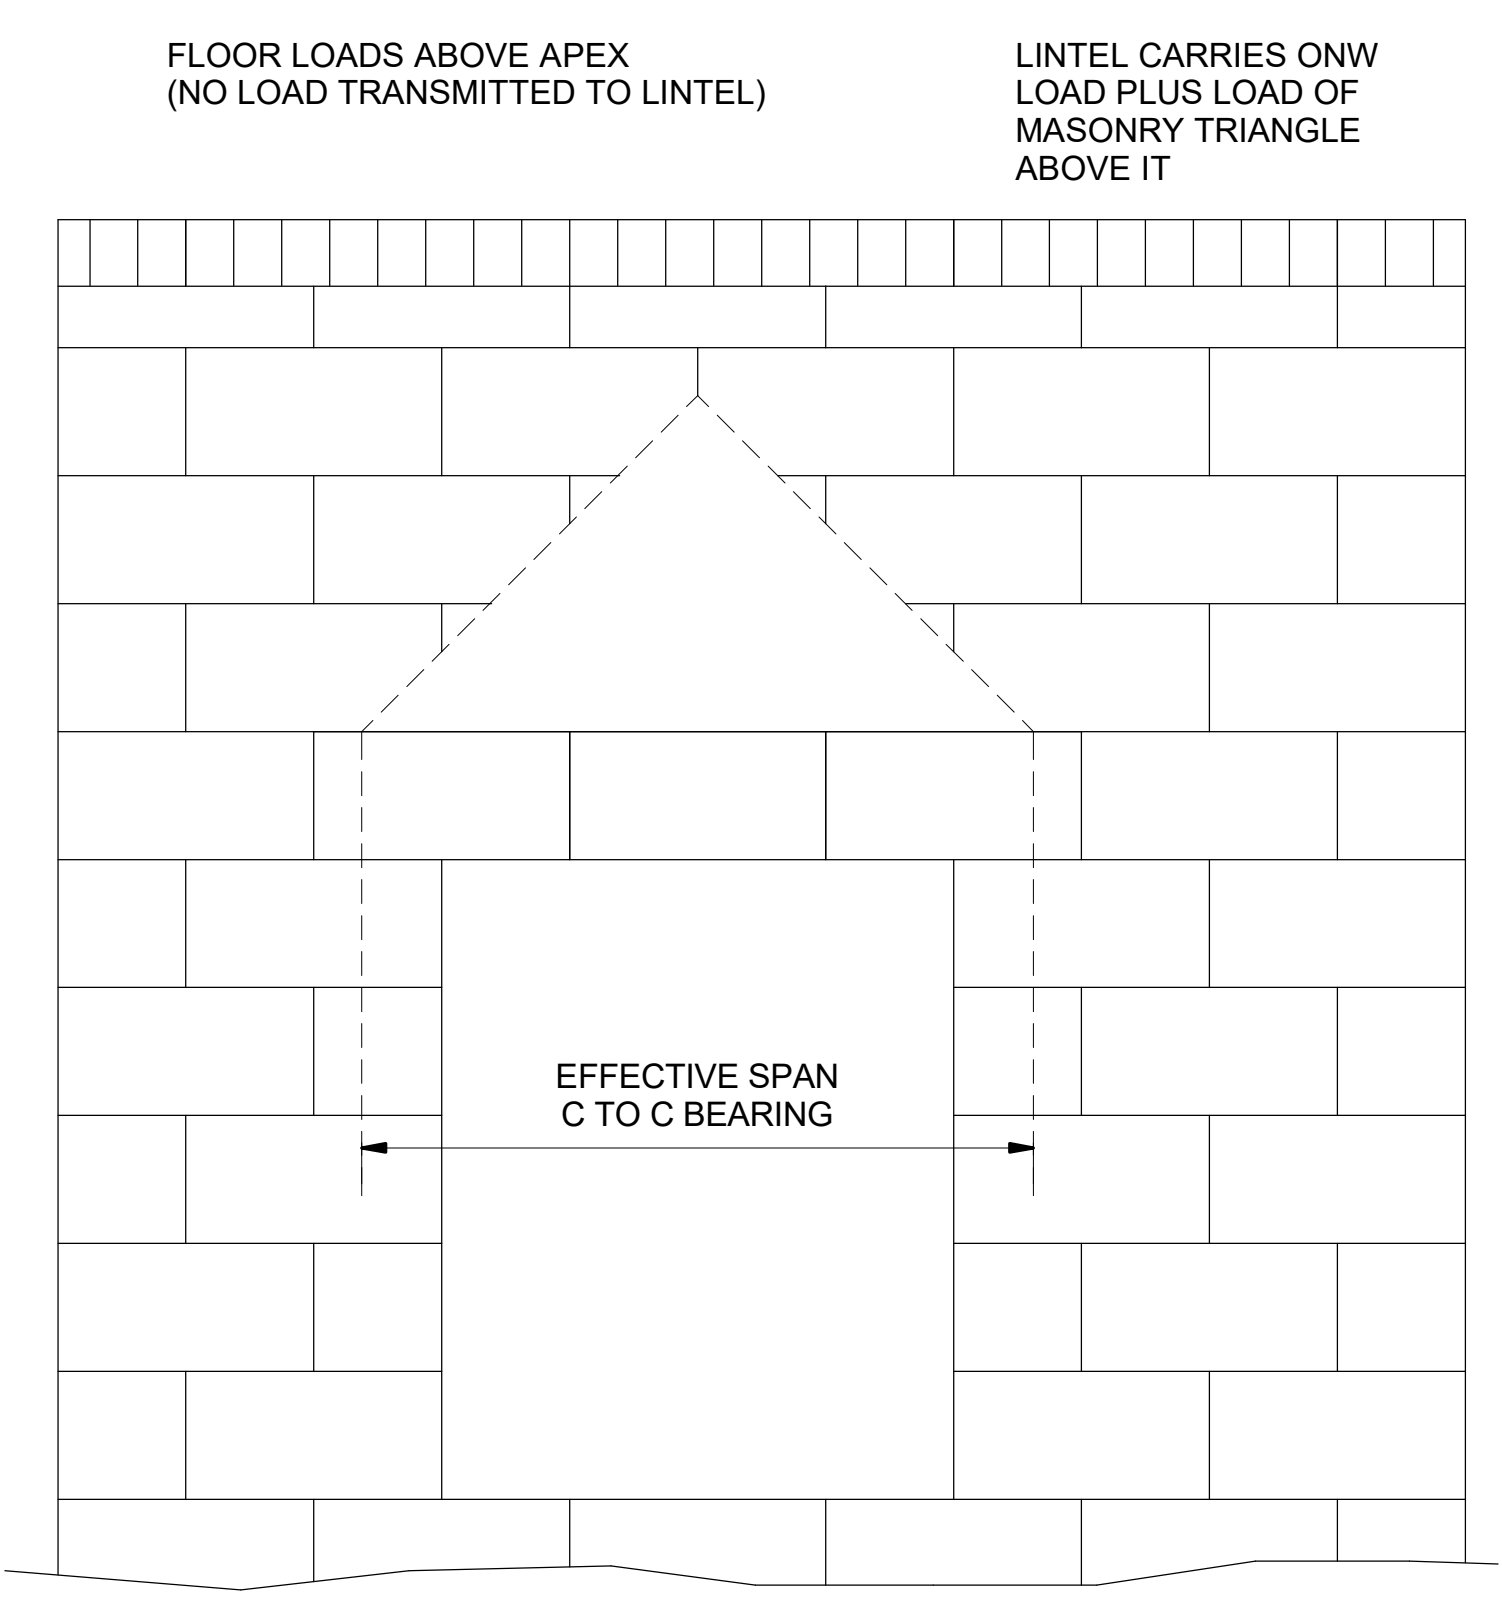 FLOOR LOADS ABOVE APEX
(NO LOAD TRANSMITTED TO LINTEL)
LINTEL CARRIES ONW
LOAD PLUS LOAD OF
MASONRY TRIANGLE
ABOVE IT
EFFECTIVE SPAN
C TO C BEARING